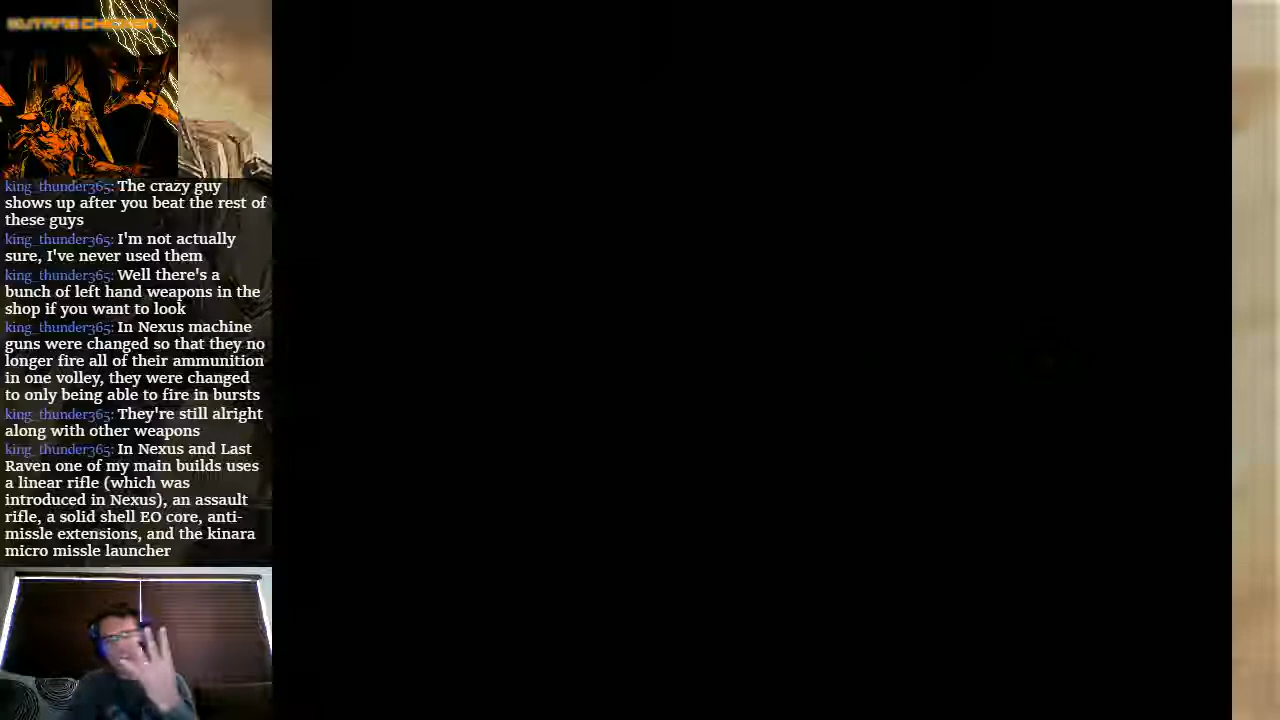 king_thunder365: The crazy guy
shows up after you beat the rest of
these guys
king_thunder365: I'm not actually
sure, I've never used them
king_thunder365: Well there's a
bunch of left hand weapons in the
shop if you want to look
king_thunder365: In Nexus machine
guns were changed so that they no
longer fire all of their ammunition
in one volley, they were changed
to only being able to fire in bursts
king_thunder365: They're still alright
along with other weapons
king_thunder365: In Nexus and Last
Raven one of my main builds uses
a linear rifle (which was
introduced in Nexus), an assault
rifle, a solid shell EO core, anti-
missle extensions, and the kinara
micro missle launcher